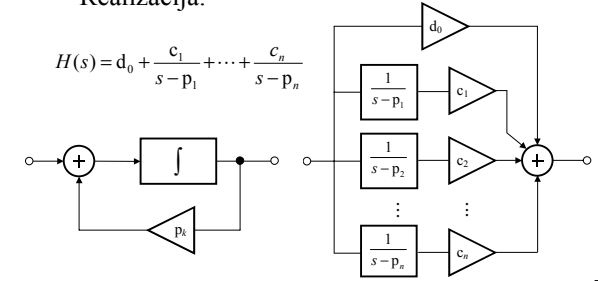 Realizacija:
H(s) = d₀ + c₁/(s − p₁) + ⋯ + cₙ/(s − pₙ)
d₀
1/(s − p₁) c₁
+ ∫ 1/(s − p₂) c₂ +
pₖ ⋮ ⋮
1/(s − pₙ) cₙ